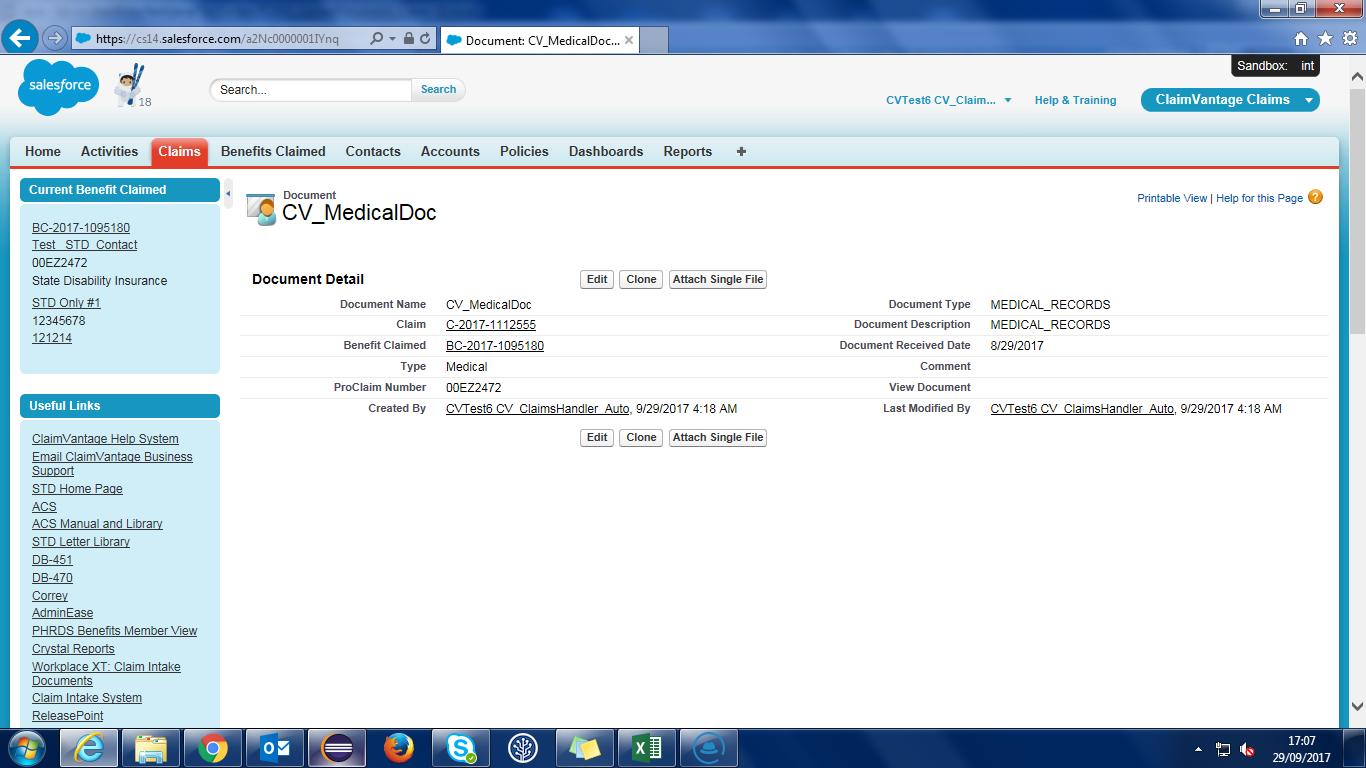 https://cs14.salesforce.com/a2Nc0000001IYnq
Document: CV_MedicalDoc...
Sandbox: int
salesforce
18
Search...
Search
CVTest6 CV_Claim...
Help & Training
ClaimVantage Claims
Home Activities Claims Benefits Claimed Contacts Accounts Policies Dashboards Reports +
Current Benefit Claimed
BC-2017-1095180
Test_ STD_Contact
00EZ2472
State Disability Insurance
STD Only #1
12345678
121214
Useful Links
ClaimVantage Help System
Email ClaimVantage Business
Support
STD Home Page
ACS
ACS Manual and Library
STD Letter Library
DB-451
DB-470
Correy
AdminEase
PHRDS Benefits Member View
Crystal Reports
Workplace XT: Claim Intake
Documents
Claim Intake System
ReleasePoint
Document
CV_MedicalDoc
Printable View | Help for this Page ?
Document Detail Edit Clone Attach Single File
Document Name CV_MedicalDoc Document Type MEDICAL_RECORDS
Claim C-2017-1112555 Document Description MEDICAL_RECORDS
Benefit Claimed BC-2017-1095180 Document Received Date 8/29/2017
Type Medical Comment
ProClaim Number 00EZ2472 View Document
Created By CVTest6 CV_ClaimsHandler_Auto, 9/29/2017 4:18 AM Last Modified By CVTest6 CV_ClaimsHandler_Auto, 9/29/2017 4:18 AM
Edit Clone Attach Single File
17:07
29/09/2017